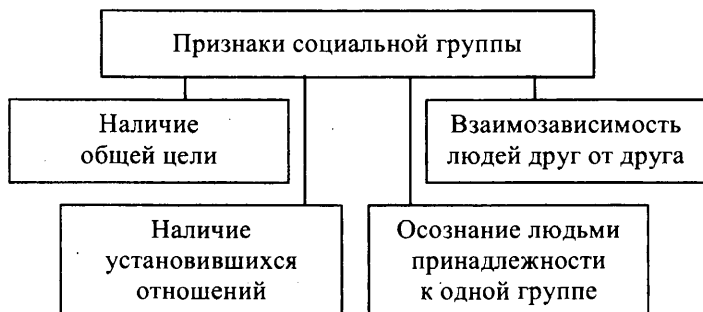 Признаки социальной группы
Наличие
общей цели
Взаимозависимость
людей друг от друга
Наличие
установившихся
отношений
Осознание людьми
принадлежности
к одной группе